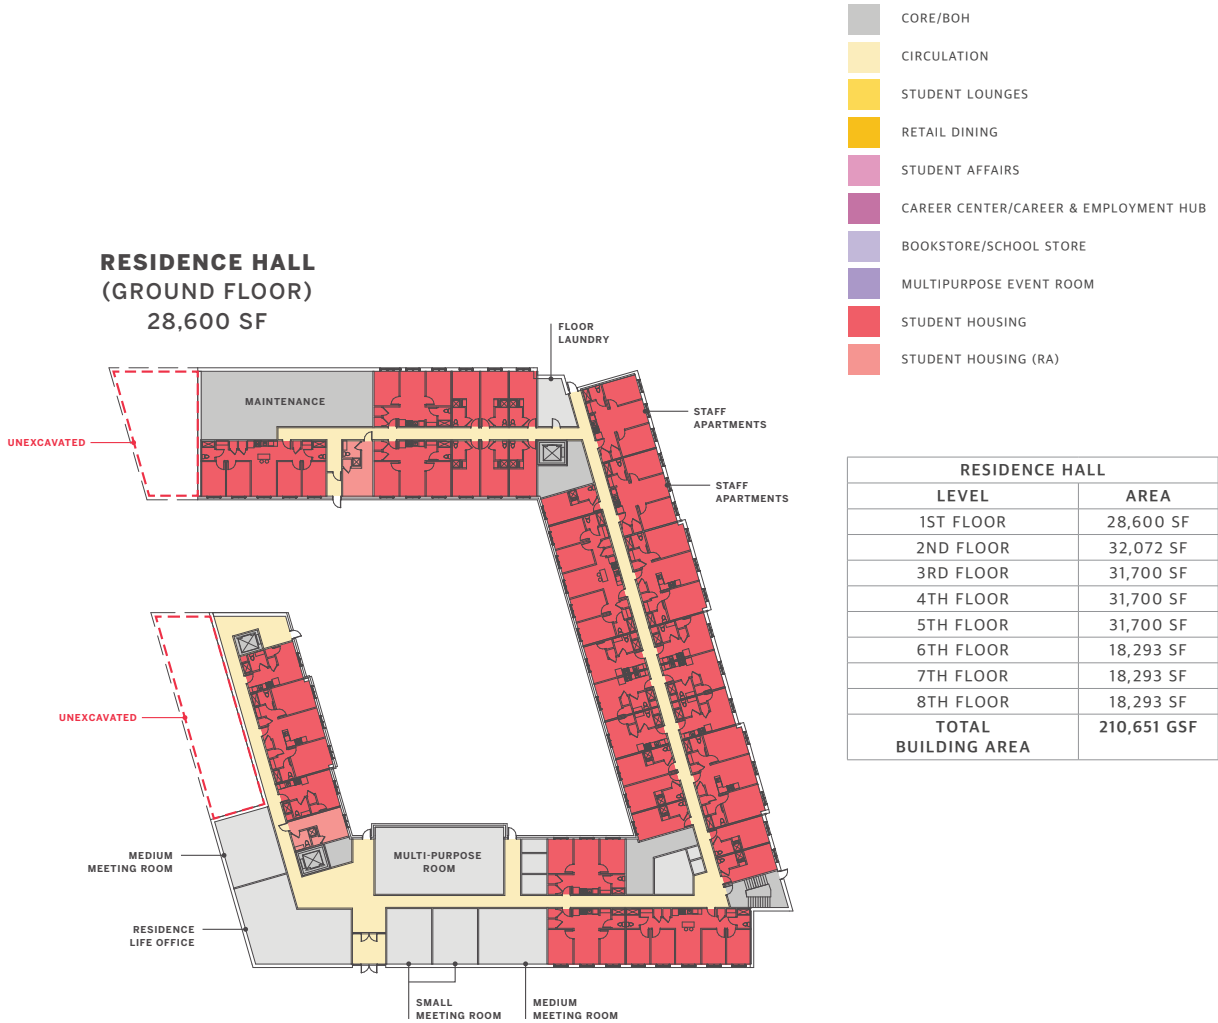 CORE/BOH
CIRCULATION
STUDENT LOUNGES
RETAIL DINING
STUDENT AFFAIRS
CAREER CENTER/CAREER & EMPLOYMENT HUB
BOOKSTORE/SCHOOL STORE
MULTIPURPOSE EVENT ROOM
STUDENT HOUSING
STUDENT HOUSING (RA)
RESIDENCE HALL
(GROUND FLOOR)
28,600 SF
FLOOR
LAUNDRY
MAINTENANCE
STAFF
APARTMENTS
UNEXCAVATED
STAFF
APARTMENTS
UNEXCAVATED
MEDIUM
MEETING ROOM
MULTI-PURPOSE
ROOM
RESIDENCE
LIFE OFFICE
SMALL
MEETING ROOM
MEDIUM
MEETING ROOM
RESIDENCE HALL
LEVEL AREA
1ST FLOOR 28,600 SF
2ND FLOOR 32,072 SF
3RD FLOOR 31,700 SF
4TH FLOOR 31,700 SF
5TH FLOOR 31,700 SF
6TH FLOOR 18,293 SF
7TH FLOOR 18,293 SF
8TH FLOOR 18,293 SF
TOTAL 210,651 GSF
BUILDING AREA